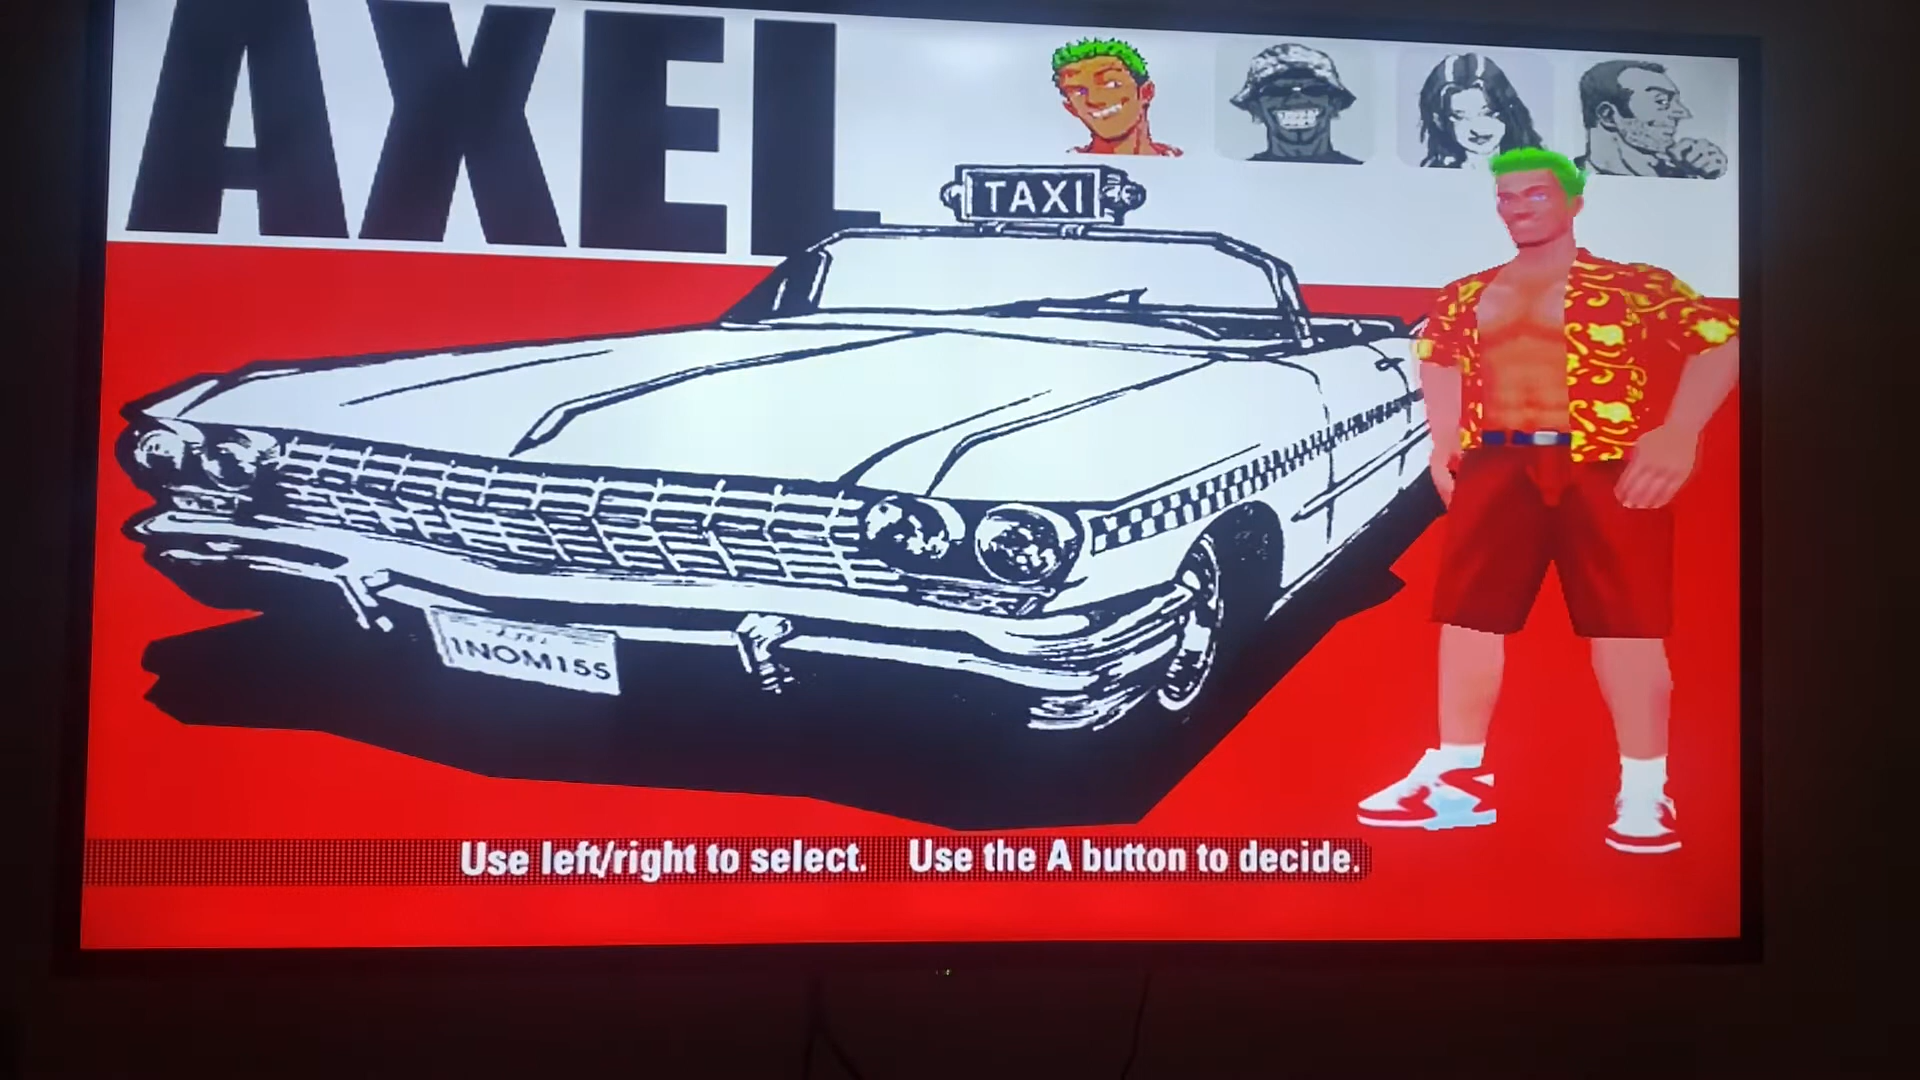 AXEL
TAXI
1NOM155
Use left/right to select. Use the A button to decide.